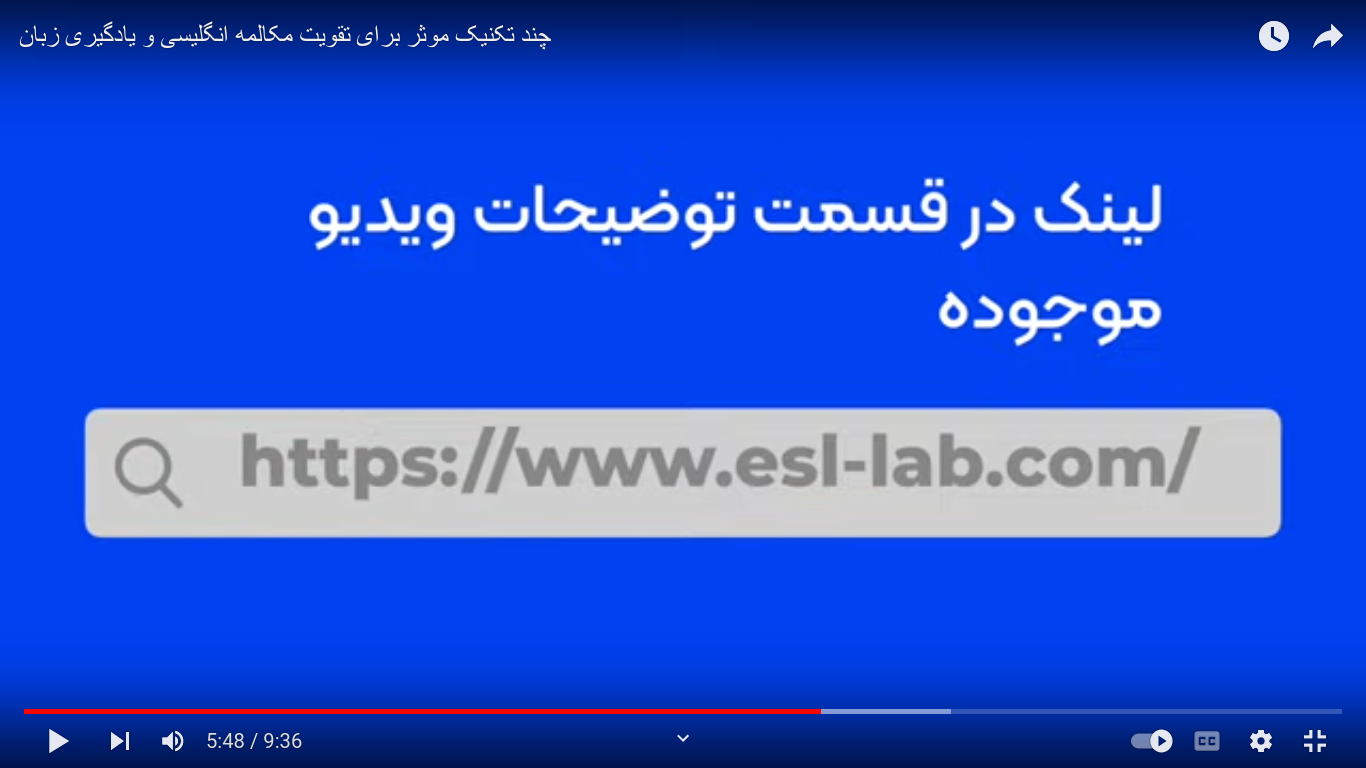 چند تکنیک موثر برای تقویت مکالمه انگلیسی و یادگیری زبان
لینک در قسمت توضیحات ویدیو
موجوده
https://www.esl-lab.com/
5:48 / 9:36
CC